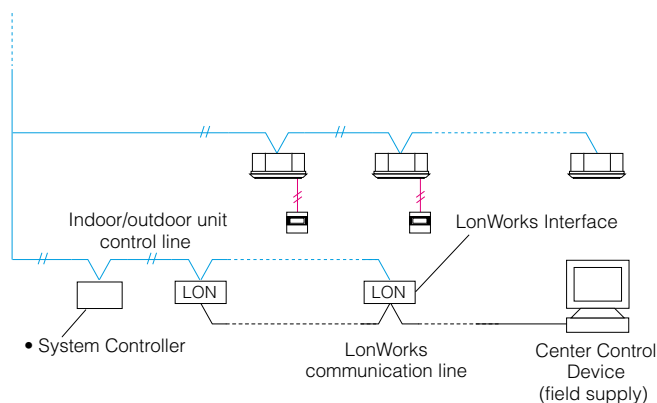 Indoor/outdoor unit
control line
LonWorks Interface
LON
LON
• System Controller
LonWorks
communication line
Center Control
Device
(field supply)